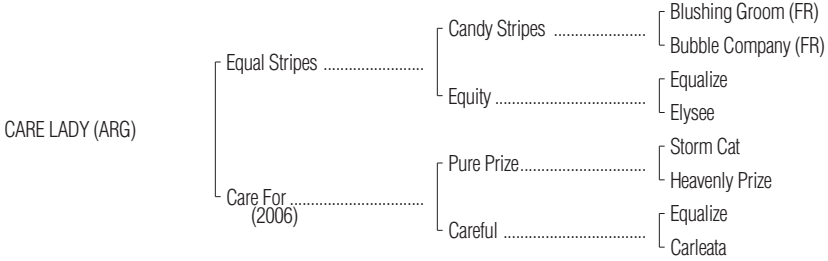 Blushing Groom (FR)
Candy Stripes ....................
Bubble Company (FR)
Equal Stripes ......................
Equalize
Equity .................................
Elysee
CARE LADY (ARG)
Storm Cat
Pure Prize...........................
Heavenly Prize
Care For .............................
(2006)
Equalize
Careful ...............................
Carleata